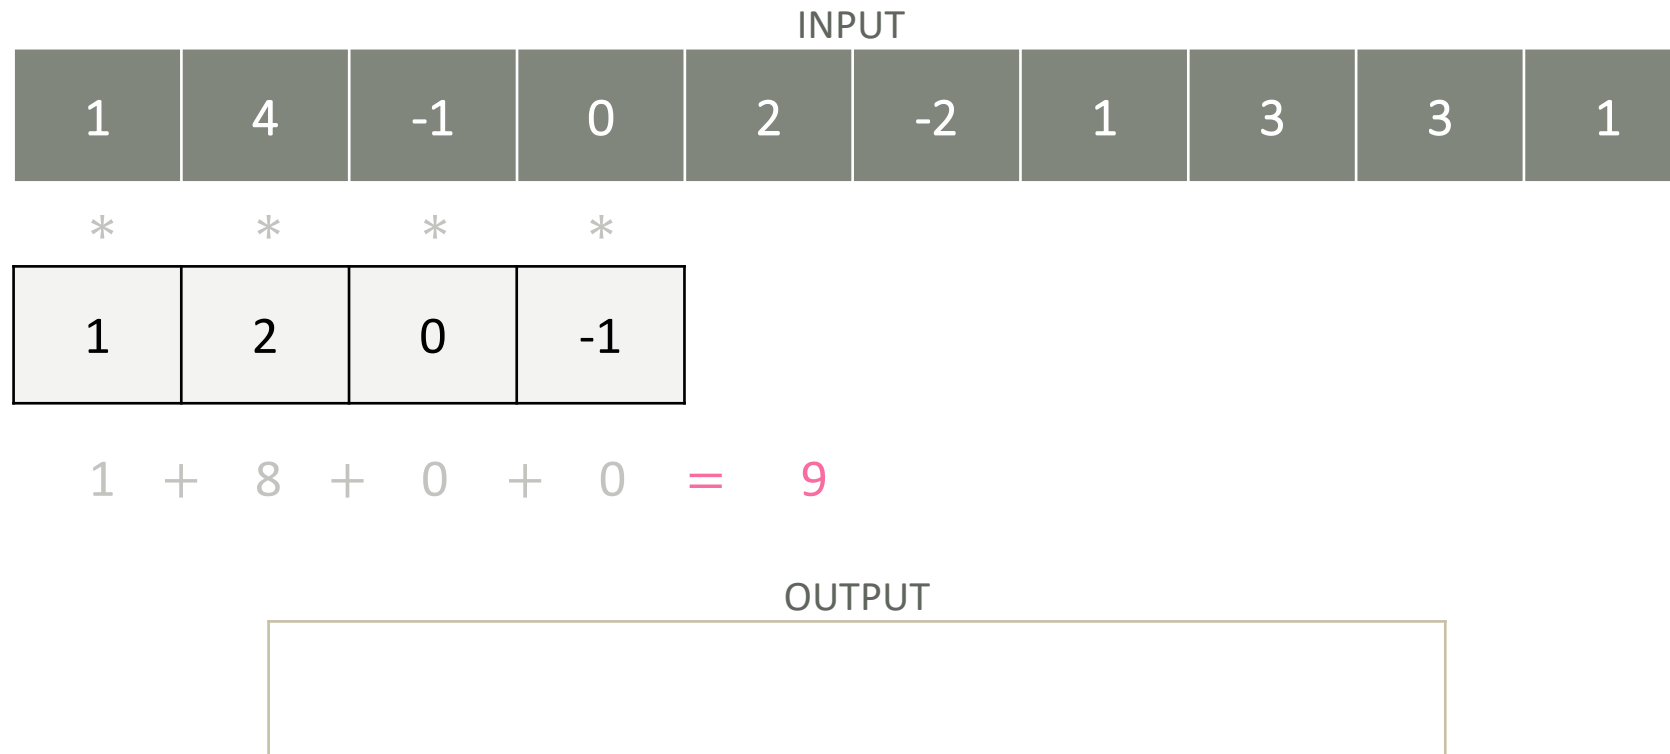 INPUT
1 4 -1 0 2 -2 1 3 3 1
* * * *
1 2 0 -1
1 + 8 + 0 + 0 = 9
OUTPUT